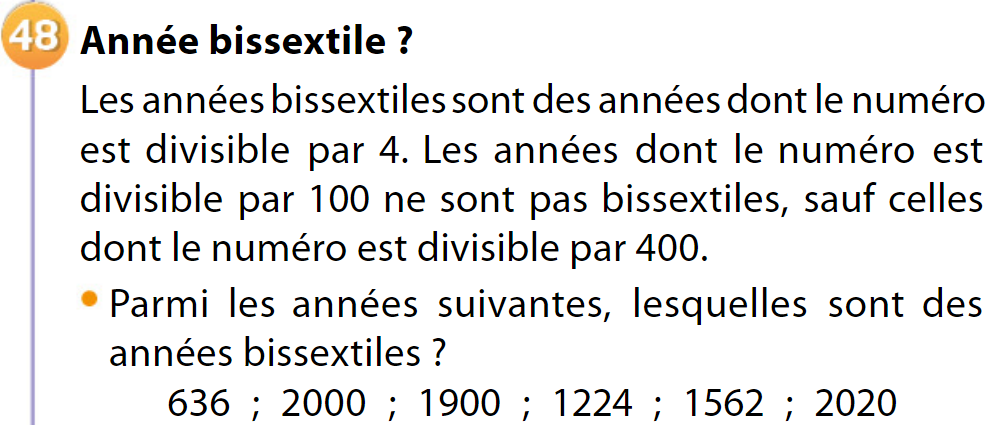 48 Année bissextile ?
Les années bissextiles sont des années dont le numéro
est divisible par 4. Les années dont le numéro est
divisible par 100 ne sont pas bissextiles, sauf celles
dont le numéro est divisible par 400.
• Parmi les années suivantes, lesquelles sont des
années bissextiles ?
636 ; 2000 ; 1900 ; 1224 ; 1562 ; 2020